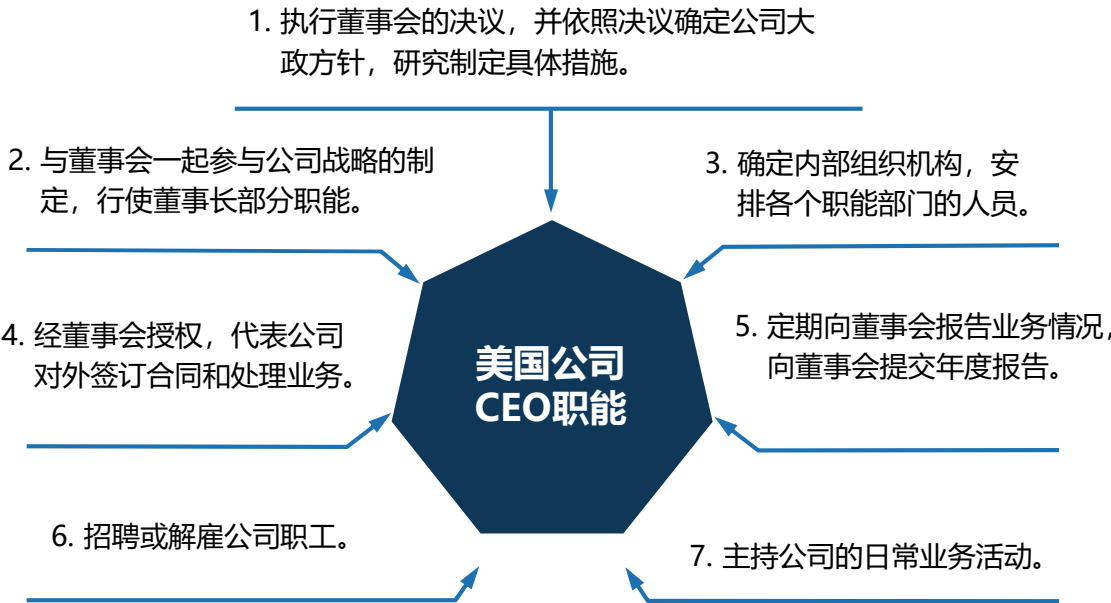 1. 执行董事会的决议，并依照决议确定公司大
政方针，研究制定具体措施。
2. 与董事会一起参与公司战略的制
定，行使董事长部分职能。
3. 确定内部组织机构，安
排各个职能部门的人员。
4. 经董事会授权，代表公司
对外签订合同和处理业务。
美国公司
CEO职能
5. 定期向董事会报告业务情况，
向董事会提交年度报告。
6. 招聘或解雇公司职工。
7. 主持公司的日常业务活动。